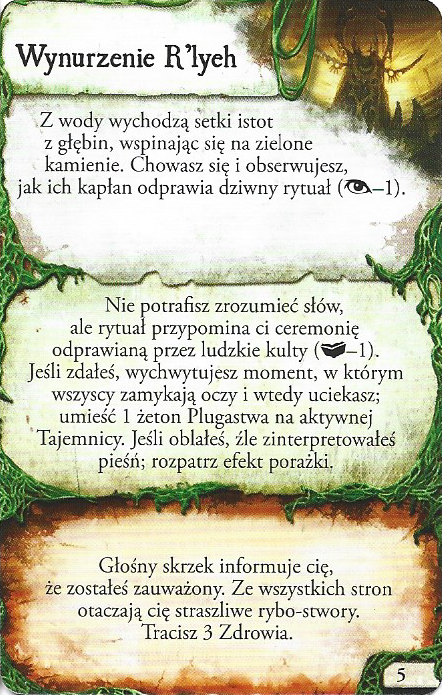 Wynurzenie R'lyeh
Z wody wychodzą setki istot
z głębin, wspinając się na zielone
kamienie. Chowasz się i obserwujesz,
jak ich kapłan odprawia dziwny rytuał (–1).
Nie potrafisz zrozumieć słów,
ale rytuał przypomina ci ceremonię
odprawianą przez ludzkie kulty (–1).
Jeśli zdałeś, wychwytujesz moment, w którym
wszyscy zamykają oczy i wtedy uciekasz;
umieść 1 żeton Plugastwa na aktywnej
Tajemnicy. Jeśli oblałeś, źle zinterpretowałeś
pieśń; rozpatrz efekt porażki.
Głośny skrzek informuje cię,
że zostałeś zauważony. Ze wszystkich stron
otaczają cię straszliwe rybo-stwory.
Tracisz 3 Zdrowia.
5